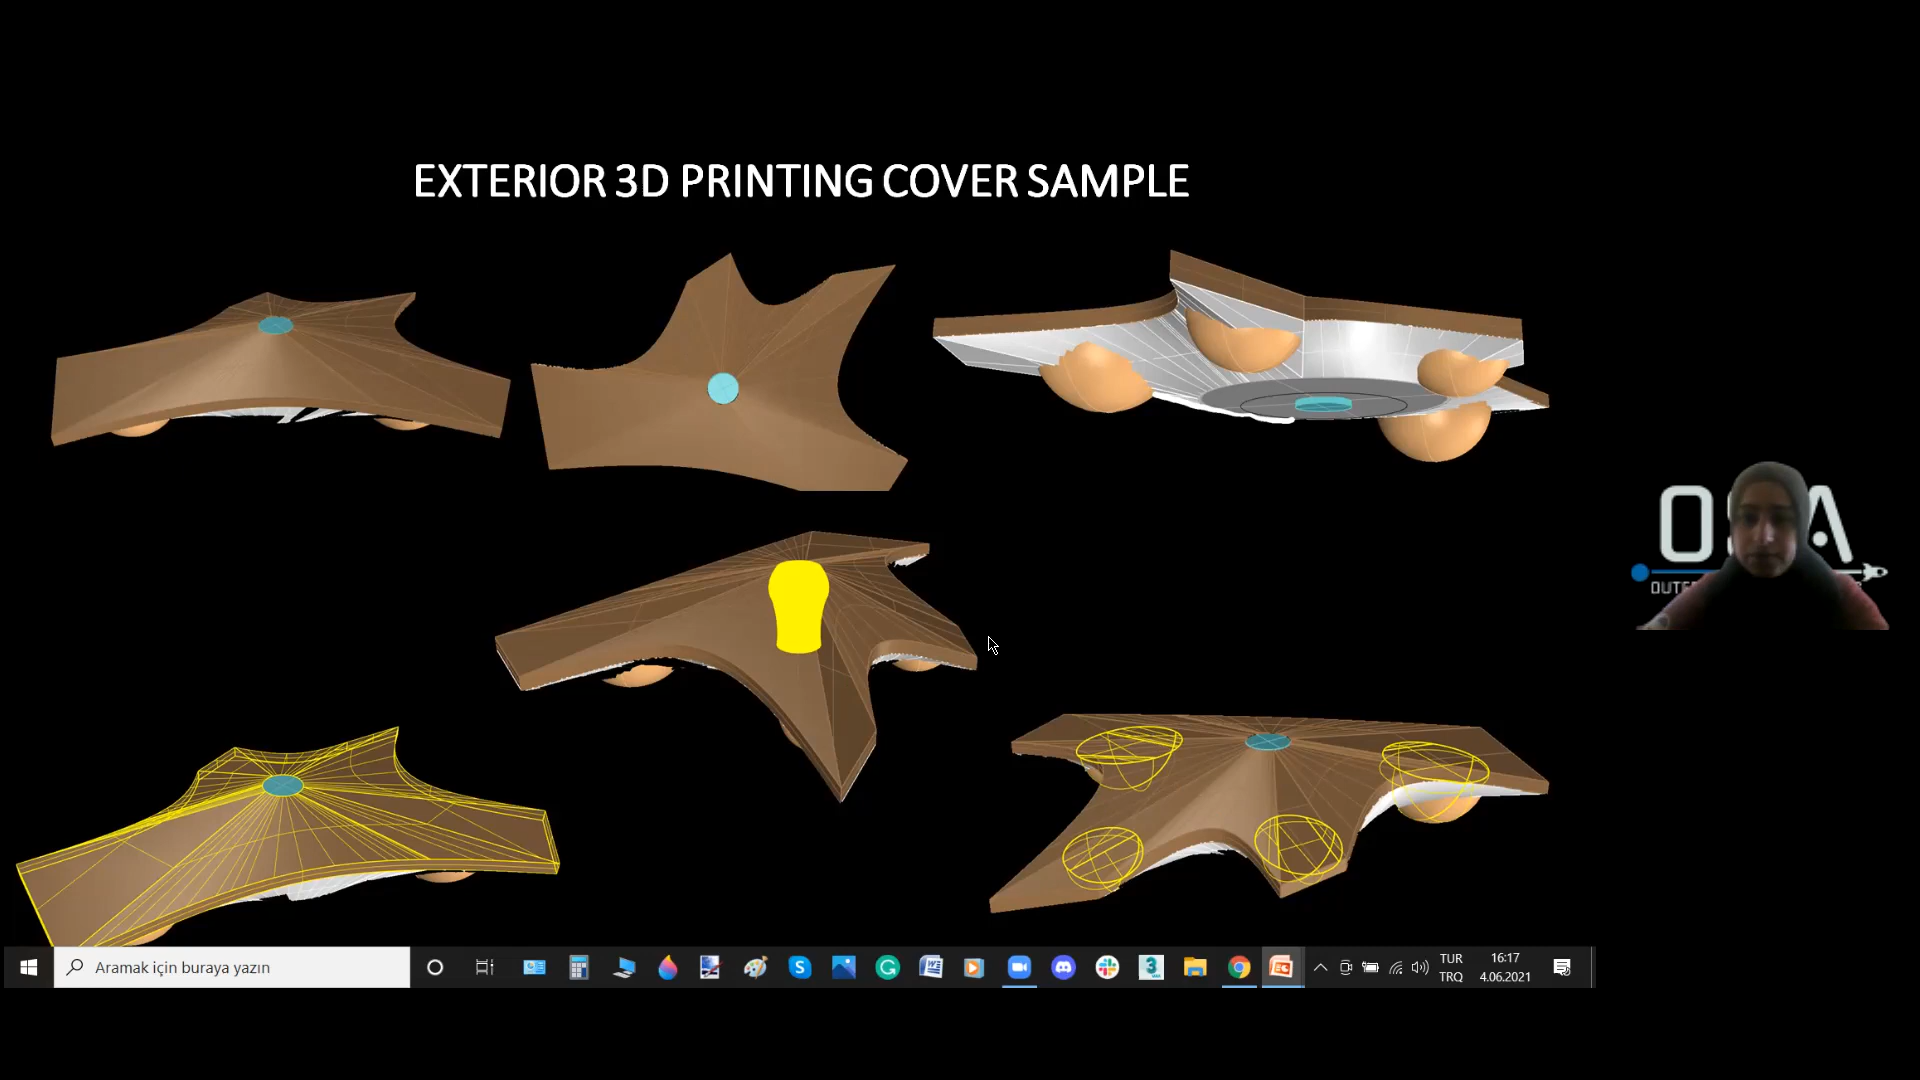 EXTERIOR 3D PRINTING COVER SAMPLE
Aramak için buraya yazın
TUR
TRQ
16:17
4.06.2021